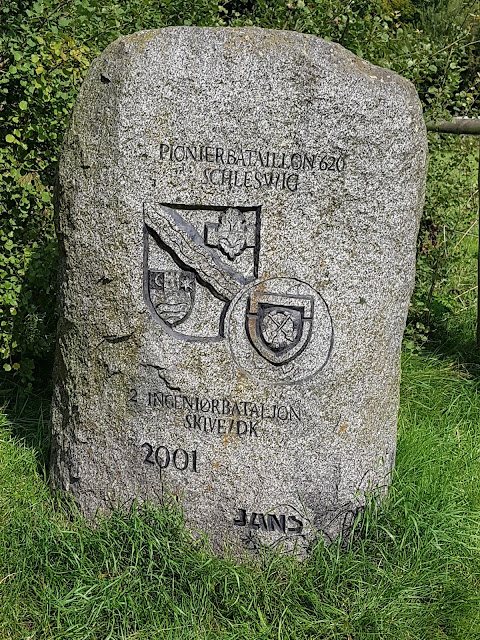 PIONIERBATAILLON 620
SCHLESWIG
2 INGENIØRBATALJON
SKIVE/DK
2001
JANS